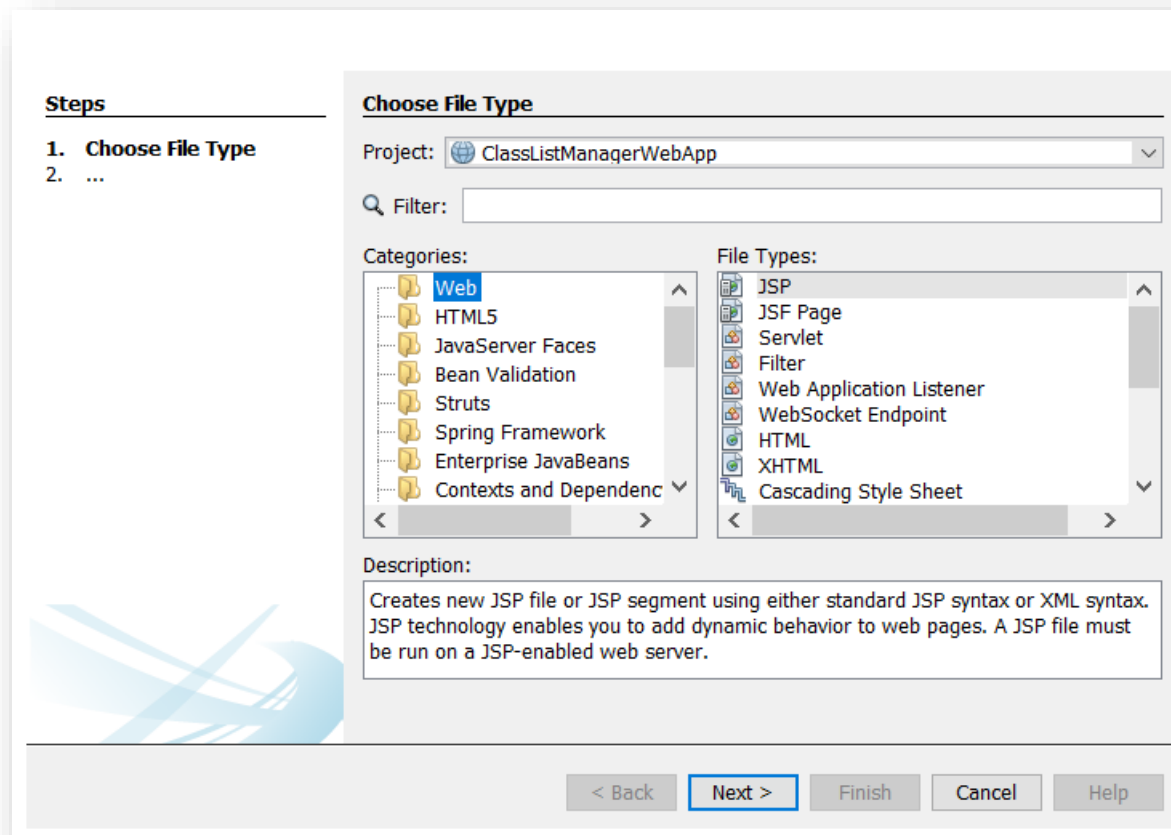 Steps
1. Choose File Type
2. ...
Choose File Type
Project: ClassListManagerWebApp
Filter:
Categories:
Web
HTML5
JavaServer Faces
Bean Validation
Struts
Spring Framework
Enterprise JavaBeans
Contexts and Dependenc
File Types:
JSP
JSF Page
Servlet
Filter
Web Application Listener
WebSocket Endpoint
HTML
XHTML
Cascading Style Sheet
Description:
Creates new JSP file or JSP segment using either standard JSP syntax or XML syntax.
JSP technology enables you to add dynamic behavior to web pages. A JSP file must
be run on a JSP-enabled web server.
< Back Next > Finish Cancel Help